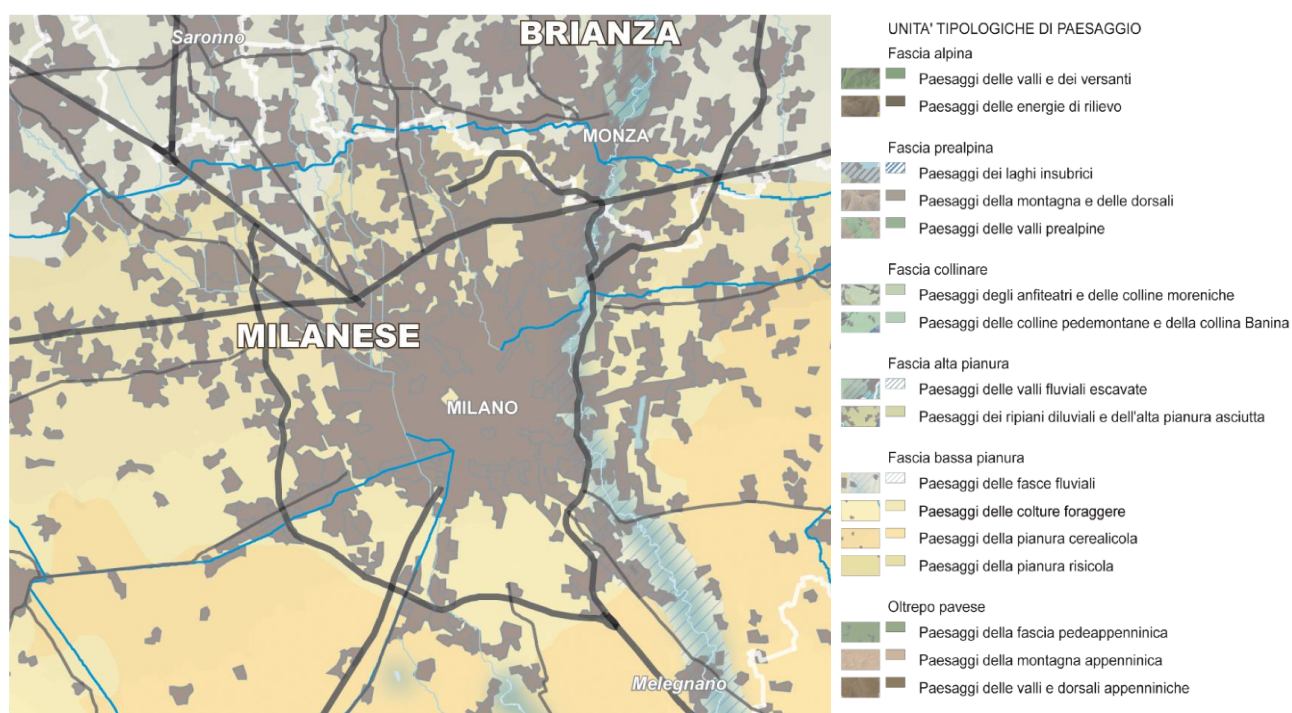 BRIANZA
Saronno
MONZA
MILANESE
MILANO
Melegnano
UNITA' TIPOLOGICHE DI PAESAGGIO
Fascia alpina
Paesaggi delle valli e dei versanti
Paesaggi delle energie di rilievo
Fascia prealpina
Paesaggi dei laghi insubrici
Paesaggi della montagna e delle dorsali
Paesaggi delle valli prealpine
Fascia collinare
Paesaggi degli anfiteatri e delle colline moreniche
Paesaggi delle colline pedemontane e della collina Banina
Fascia alta pianura
Paesaggi delle valli fluviali escavate
Paesaggi dei ripiani diluviali e dell'alta pianura asciutta
Fascia bassa pianura
Paesaggi delle fasce fluviali
Paesaggi delle colture foraggere
Paesaggi della pianura cerealicola
Paesaggi della pianura risicola
Oltrepo pavese
Paesaggi della fascia pedeappenninica
Paesaggi della montagna appenninica
Paesaggi delle valli e dorsali appenniniche